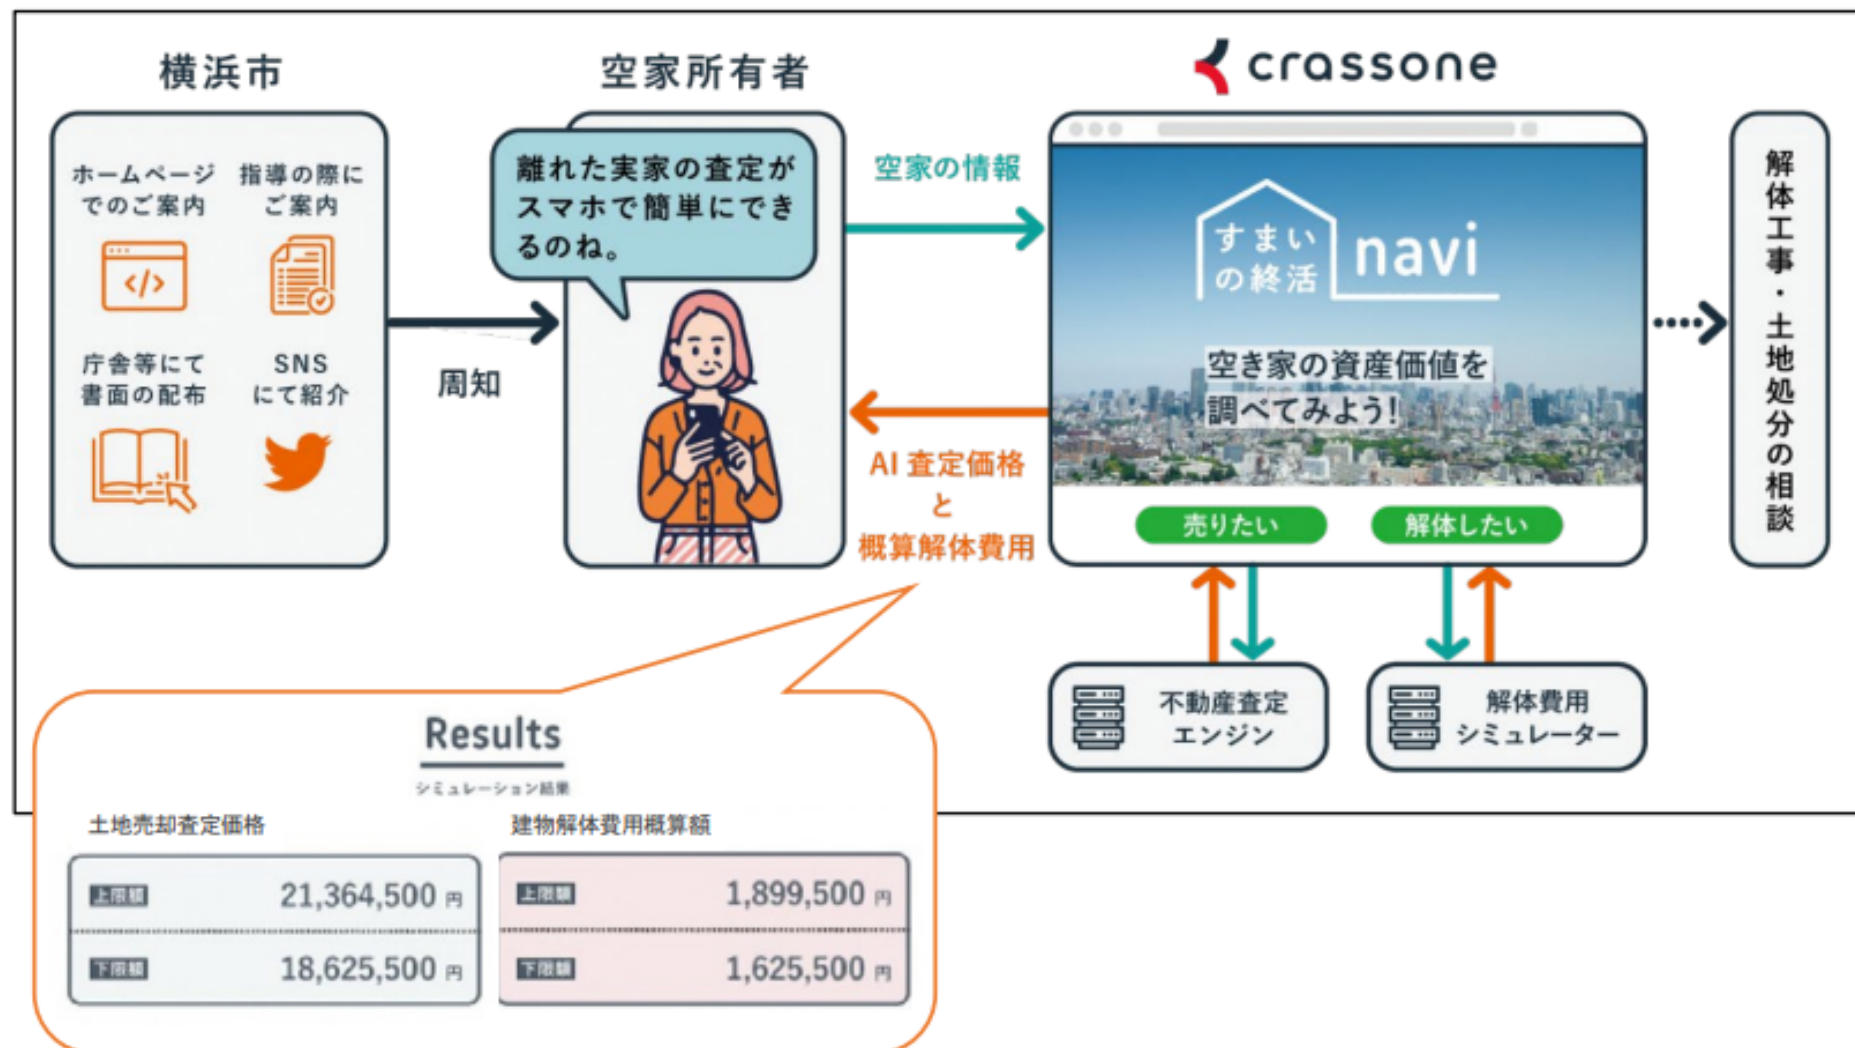 横浜市
ホームページ
でのご案内
指導の際に
ご案内
</>
庁舎等にて
書面の配布
SNS
にて紹介
周知
空家所有者
離れた実家の査定が
スマホで簡単にでき
るのね。
空家の情報
AI 査定価格
と
概算解体費用
crassone
すまい
の終活
navi
空き家の資産価値を
調べてみよう!
売りたい
解体したい
不動産査定
エンジン
解体費用
シミュレーター
解体工事・土地処分の相談
Results
シミュレーション結果
土地売却査定価格
上限額 21,364,500 円
下限額 18,625,500 円
建物解体費用概算額
上限額 1,899,500 円
下限額 1,625,500 円